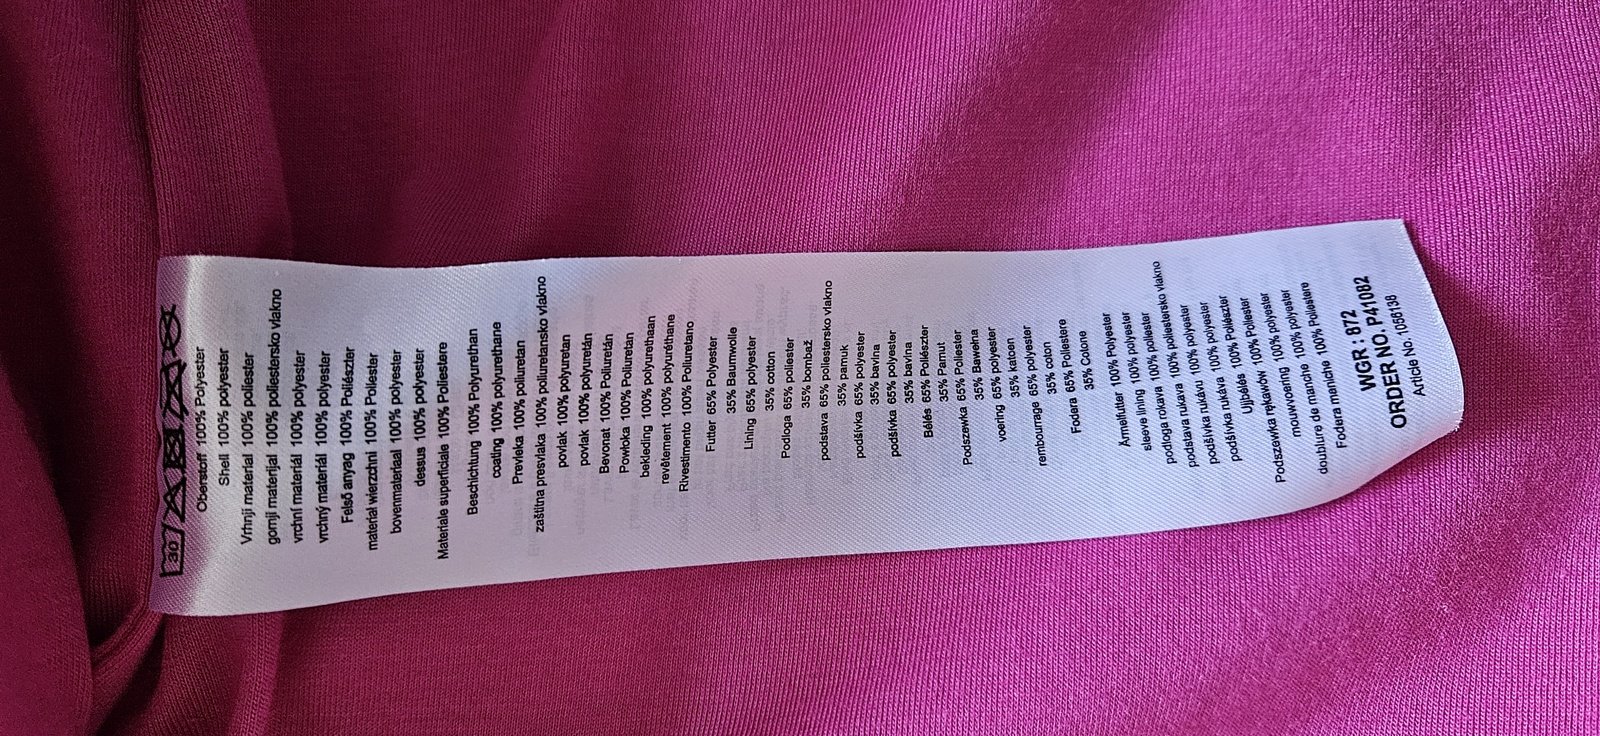 30
Oberstoff 100% Polyester
Shell 100% polyester
Vrhnji material 100% poliester
gornji materijal 100% poliestersko vlakno
vrchní materiál 100% polyester
vrchný materiál 100% polyester
Felső anyag 100% Poliészter
materiał wierzchni 100% Poliester
bovenmateriaal 100% polyester
dessus 100% polyester
Materiale superficiale 100% Poliestere
Beschichtung 100% Polyurethan
coating 100% polyurethane
Prevleka 100% poliuretan
zaštitna presvlaka 100% poliuretansko vlakno
povlak 100% polyuretan
povlak 100% polyuretán
Bevonat 100% Poliuretán
Powłoka 100% Poliuretan
bekleding 100% polyurethaan
revêtement 100% polyuréthane
Rivestimento 100% Poliuretano
Futter 65% Polyester
35% Baumwolle
Lining 65% polyester
35% cotton
Podloga 65% poliester
35% bombaž
podstava 65% poliestersko vlakno
35% pamuk
podšívka 65% polyester
35% bavlna
podšívka 65% polyester
35% bavlna
Bélés 65% Poliészter
35% Pamut
Podszewka 65% Poliester
35% Bawełna
voering 65% polyester
35% katoen
rembourrage 65% polyester
35% coton
Fodera 65% Poliestere
35% Cotone
Ärmelfutter 100% Polyester
sleeve lining 100% polyester
podloga rokava 100% poliester
podstava rukava 100% poliestersko vlakno
podšívka rukávu 100% polyester
podšívka rukáva 100% polyester
Ujjbélés 100% Poliészter
Podszewka rękawów 100% Poliester
mouwvoering 100% polyester
doublure de manche 100% polyester
Fodera maniche 100% Poliestere
WGR : 872
ORDER NO. P41082
Article No. 1056138